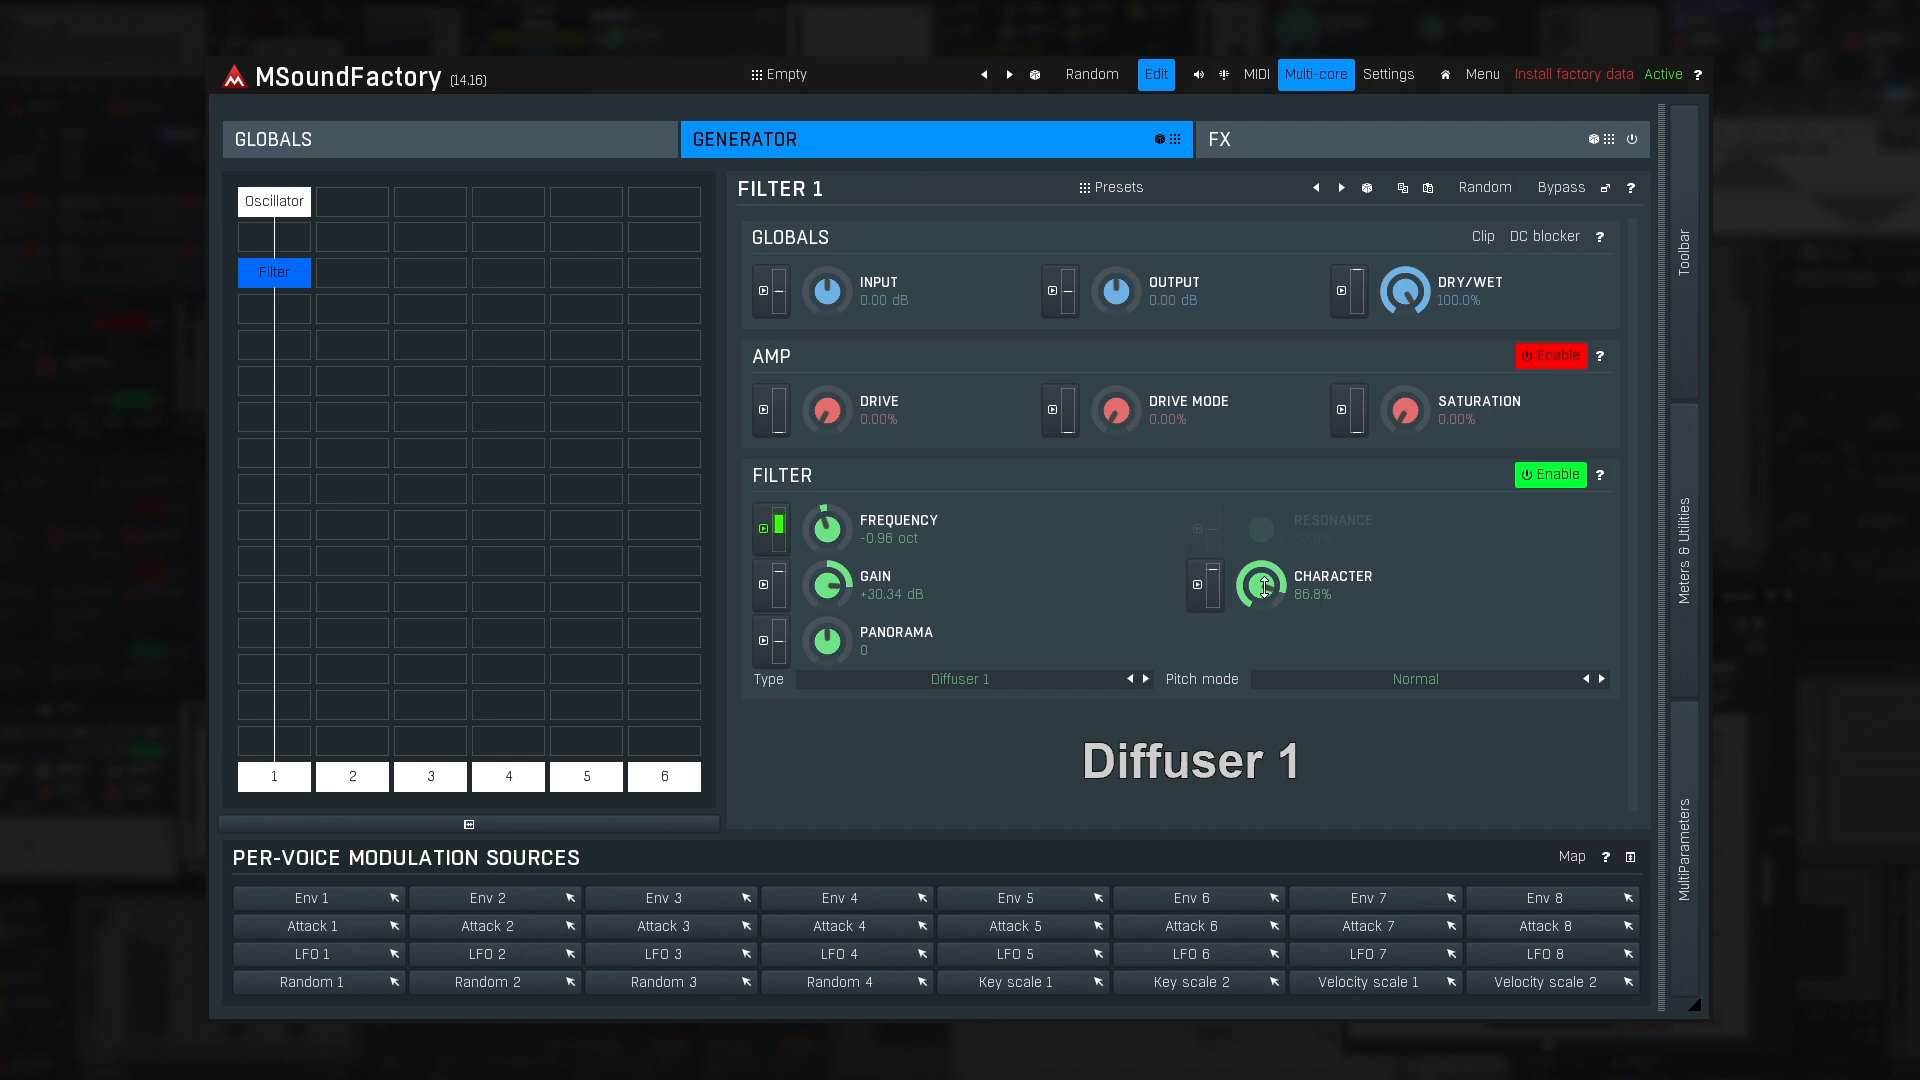 MSoundFactory (14.16)
Empty
Random
Edit
MIDI
Multi-core
Settings
Menu
Install factory data
Active
?
GLOBALS
GENERATOR
FX
Oscillator
Filter
1
2
3
4
5
6
FILTER 1
Presets
Random
Bypass
?
GLOBALS
Clip
DC blocker
?
INPUT
0.00 dB
OUTPUT
0.00 dB
DRY/WET
100.0%
AMP
Enable
?
DRIVE
0.00%
DRIVE MODE
0.00%
SATURATION
0.00%
FILTER
Enable
?
FREQUENCY
-0.96 oct
RESONANCE
GAIN
+30.34 dB
CHARACTER
86.8%
PANORAMA
0
Type
Diffuser 1
Pitch mode
Normal
Diffuser 1
PER-VOICE MODULATION SOURCES
Map
?
Env 1
Env 2
Env 3
Env 4
Env 5
Env 6
Env 7
Env 8
Attack 1
Attack 2
Attack 3
Attack 4
Attack 5
Attack 6
Attack 7
Attack 8
LFO 1
LFO 2
LFO 3
LFO 4
LFO 5
LFO 6
LFO 7
LFO 8
Random 1
Random 2
Random 3
Random 4
Key scale 1
Key scale 2
Velocity scale 1
Velocity scale 2
Toolbar
Meters & Utilities
MultiParameters